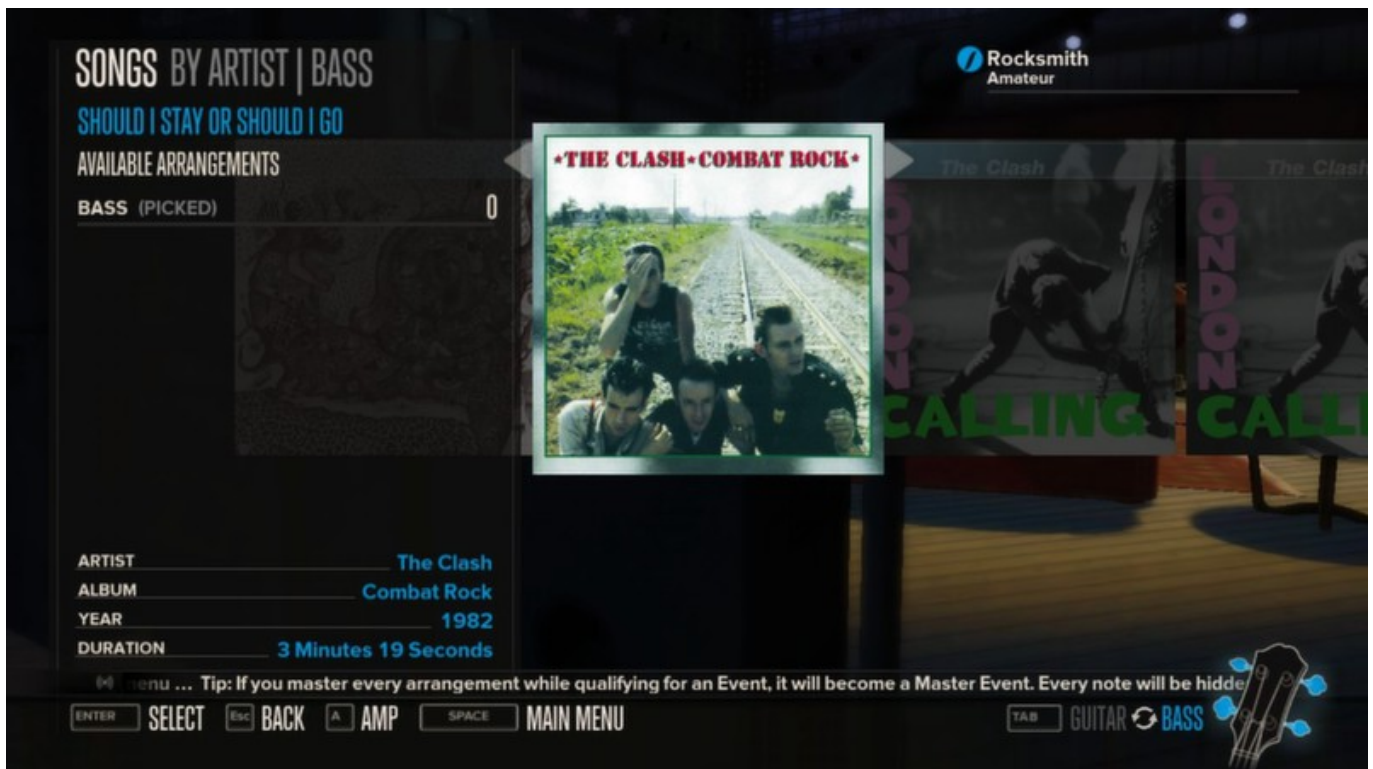 SONGS BY ARTIST | BASS
SHOULD I STAY OR SHOULD I GO
AVAILABLE ARRANGEMENTS
BASS (PICKED) 0
Rocksmith
Amateur
★THE CLASH★COMBAT ROCK★
The Clash
LONDON
CALLING
The Clash
LONDON
CALLI
ARTIST The Clash
ALBUM Combat Rock
YEAR 1982
DURATION 3 Minutes 19 Seconds
enu ... Tip: If you master every arrangement while qualifying for an Event, it will become a Master Event. Every note will be hidde
ENTER SELECT Esc BACK A AMP SPACE MAIN MENU
TAB GUITAR BASS